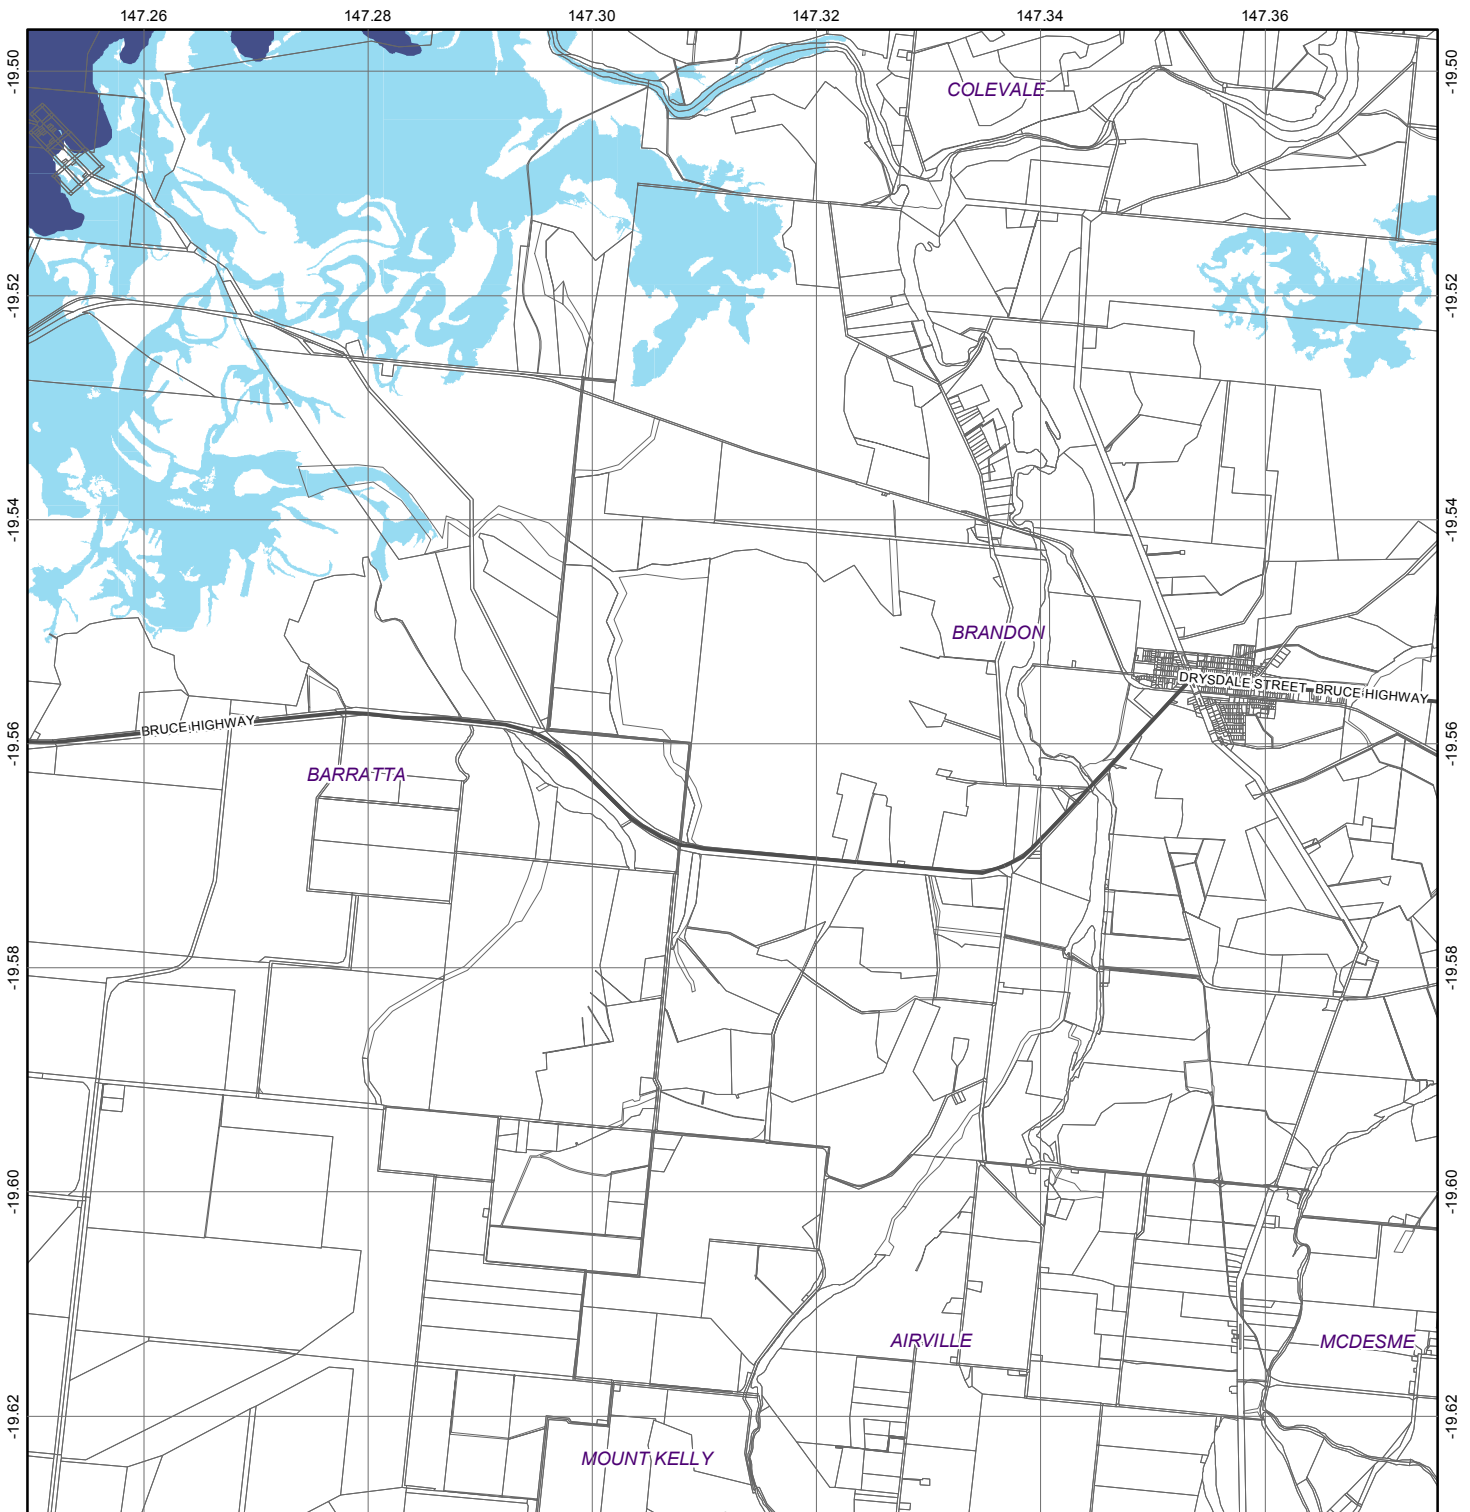 147.26 147.28 147.30 147.32 147.34 147.36
-19.50 -19.50
COLEVALE
-19.52 -19.52
-19.54 -19.54
BRANDON
DRYSDALE STREET BRUCE HIGHWAY
BRUCE HIGHWAY
-19.56 -19.56
BARRATTA
-19.58 -19.58
-19.60 -19.60
AIRVILLE MCDESME
-19.62 -19.62
MOUNT KELLY